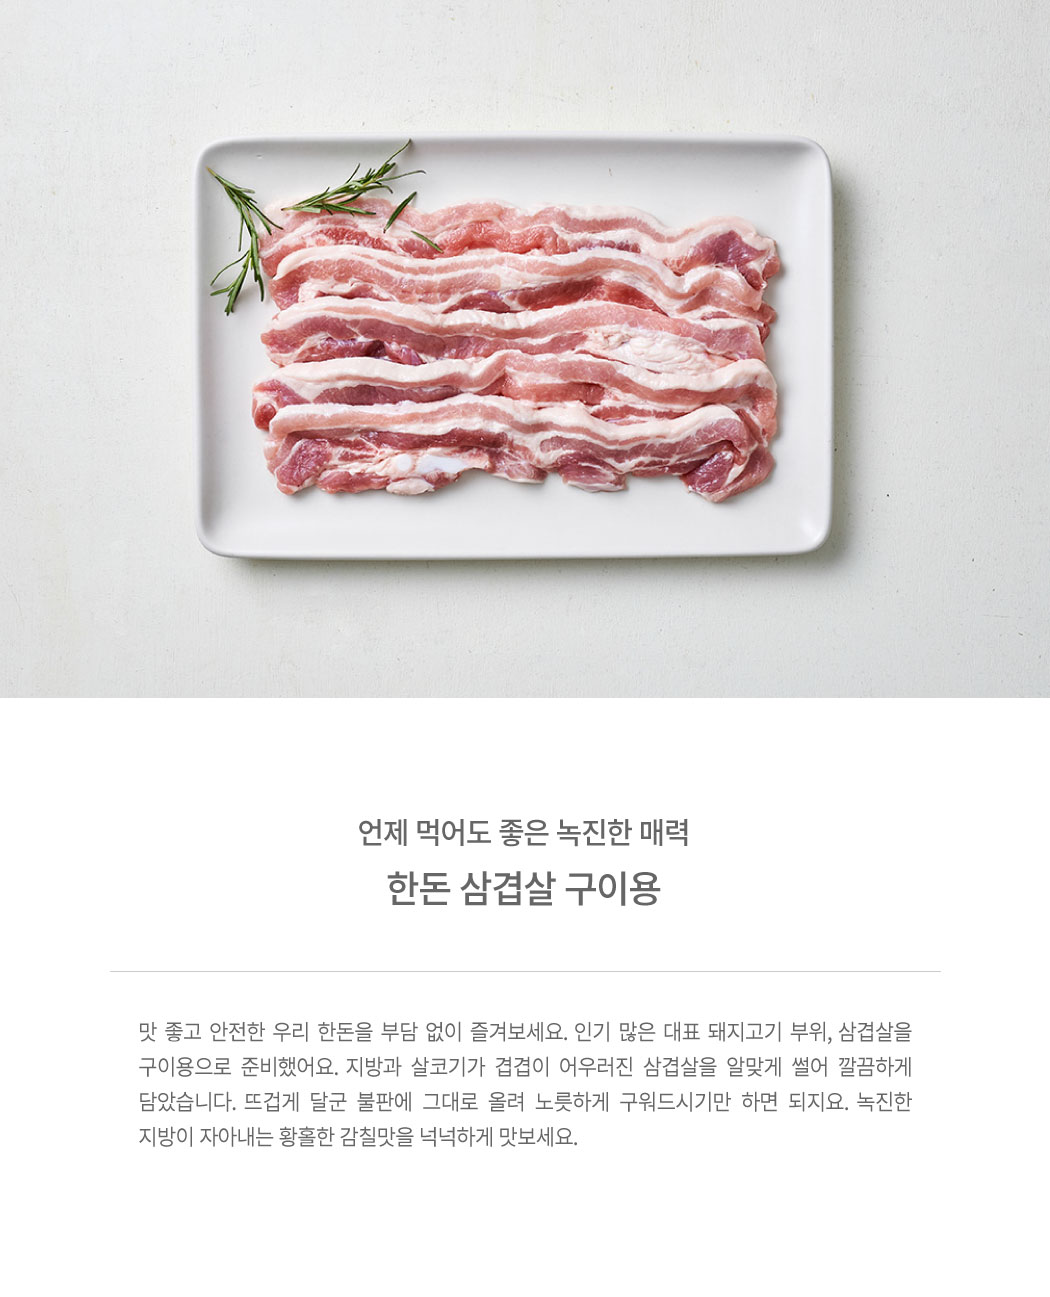 언제 먹어도 좋은 녹진한 매력
한돈 삼겹살 구이용
맛 좋고 안전한 우리 한돈을 부담 없이 즐겨보세요. 인기 많은 대표 돼지고기 부위, 삼겹살을
구이용으로 준비했어요. 지방과 살코기가 겹겹이 어우러진 삼겹살을 알맞게 썰어 깔끔하게
담았습니다. 뜨겁게 달군 불판에 그대로 올려 노릇하게 구워드시기만 하면 되지요. 녹진한
지방이 자아내는 황홀한 감칠맛을 넉넉하게 맛보세요.